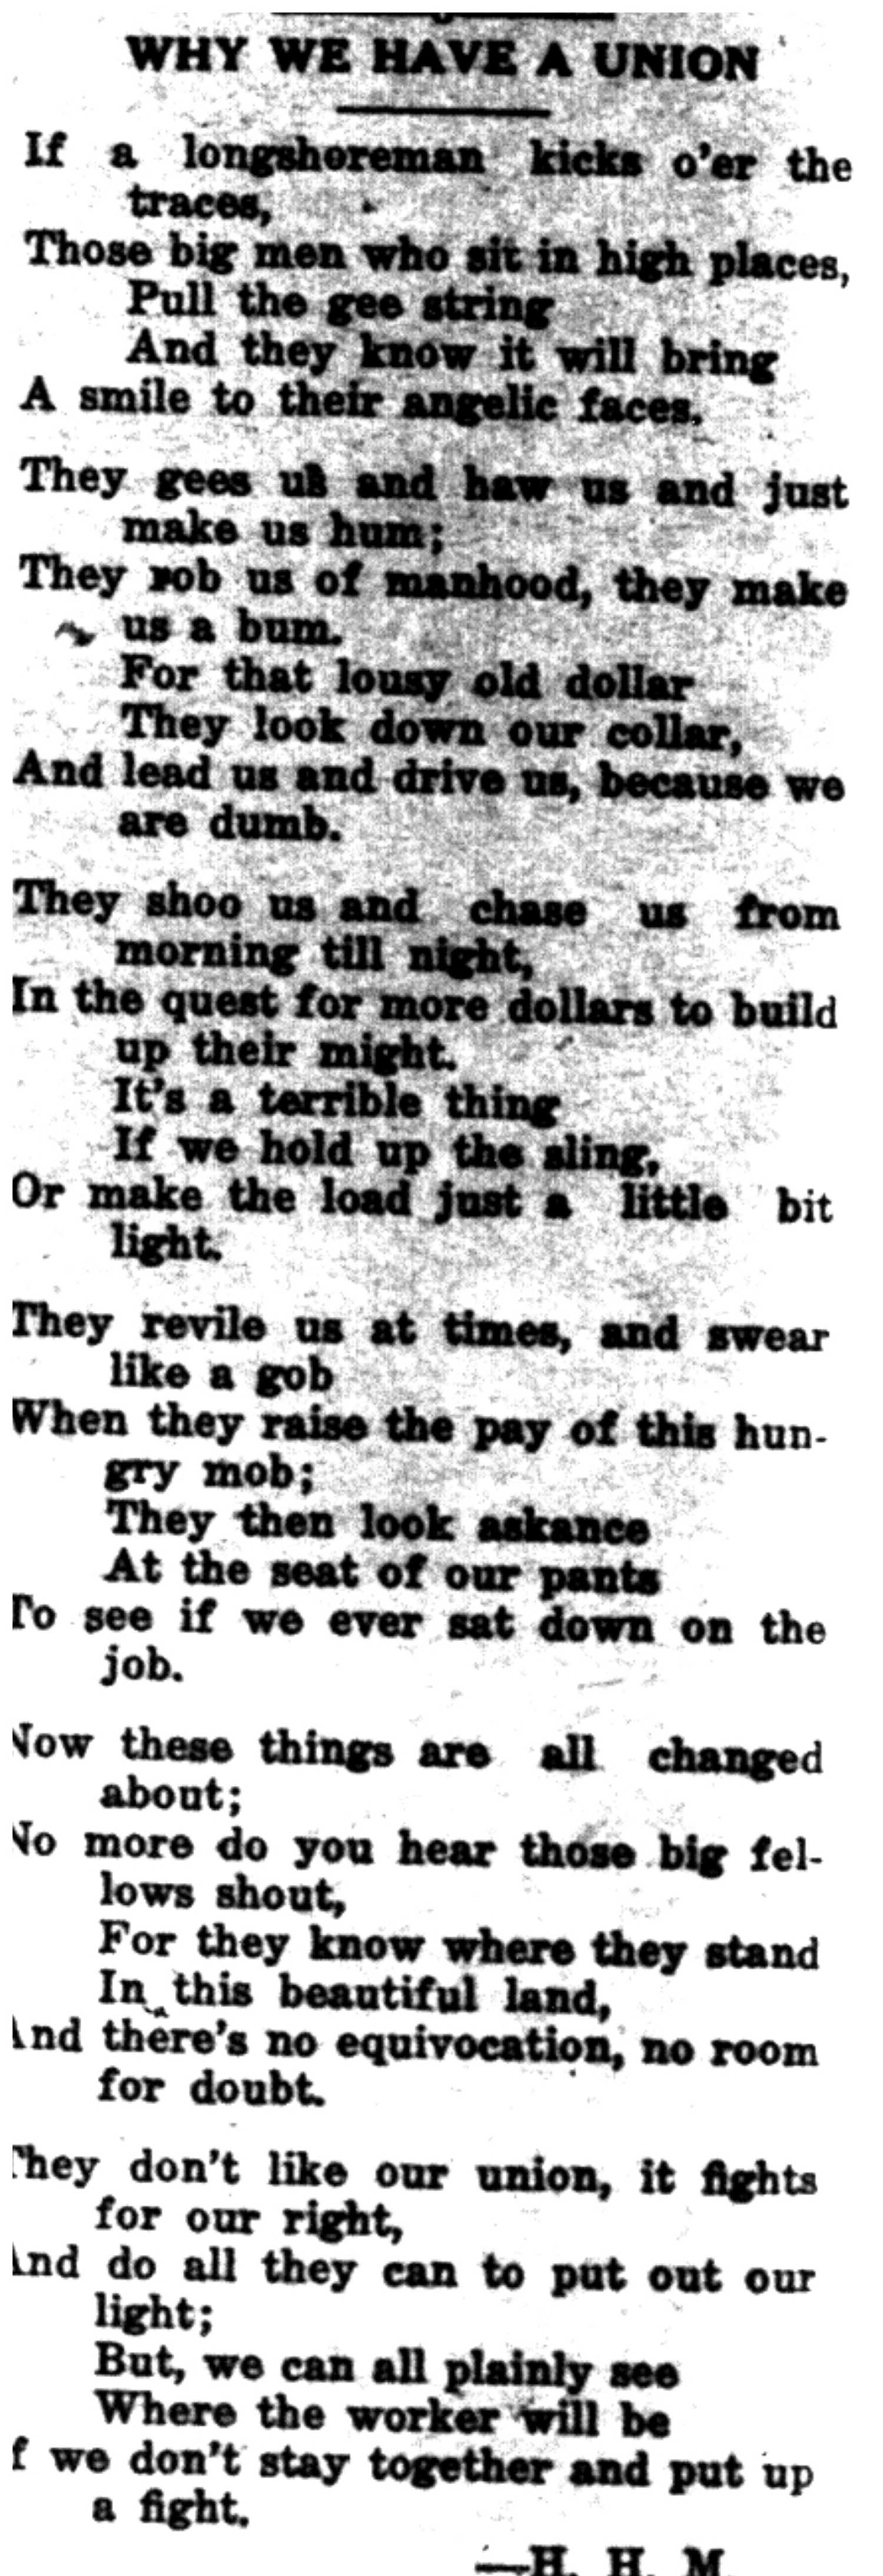 WHY WE HAVE A UNION
If a longshoreman kicks o'er the
traces,
Those big men who sit in high places,
Pull the gee string
And they know it will bring
A smile to their angelic faces.
They gees us and haw us and just
make us hum;
They rob us of manhood, they make
us a bum.
For that lousy old dollar
They look down our collar,
And lead us and drive us, because we
are dumb.
They shoo us and chase us from
morning till night,
In the quest for more dollars to build
up their might.
It's a terrible thing
If we hold up the sling,
Or make the load just a little bit
light.
They revile us at times, and swear
like a gob
When they raise the pay of this hun-
gry mob;
They then look askance
At the seat of our pants
To see if we ever sat down on the
job.
Now these things are all changed
about;
No more do you hear those big fel-
lows shout,
For they know where they stand
In this beautiful land,
And there's no equivocation, no room
for doubt.
They don't like our union, it fights
for our right,
And do all they can to put out our
light;
But, we can all plainly see
Where the worker will be
f we don't stay together and put up
a fight.
—H. H. M.